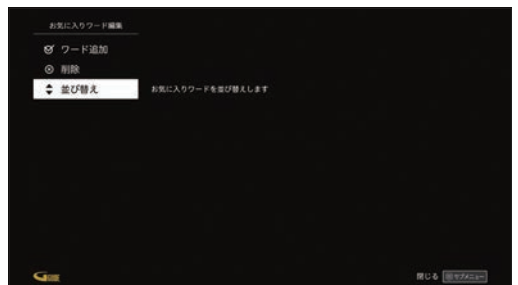 お気に入りワード編集
ワード追加
削除
並び替え
お気に入りワードを並び替えします
閉じる サブメニュー